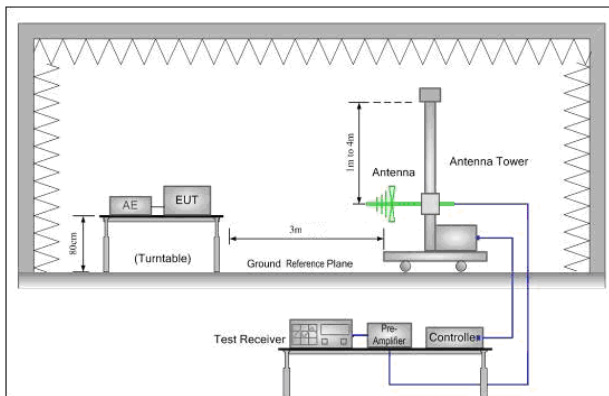 1m to 4m
Antenna
Antenna Tower
AE
EUT
80cm
(Turntable)
3m
Ground Reference Plane
Test Receiver
Pre-
Amplifier
Controller